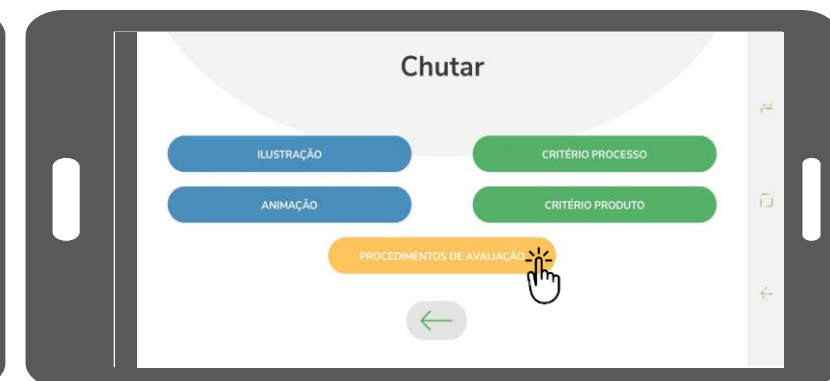 Chutar
ILUSTRAÇÃO
CRITÉRIO PROCESSO
ANIMAÇÃO
CRITÉRIO PRODUTO
PROCEDIMENTOS DE AVALIAÇÃO